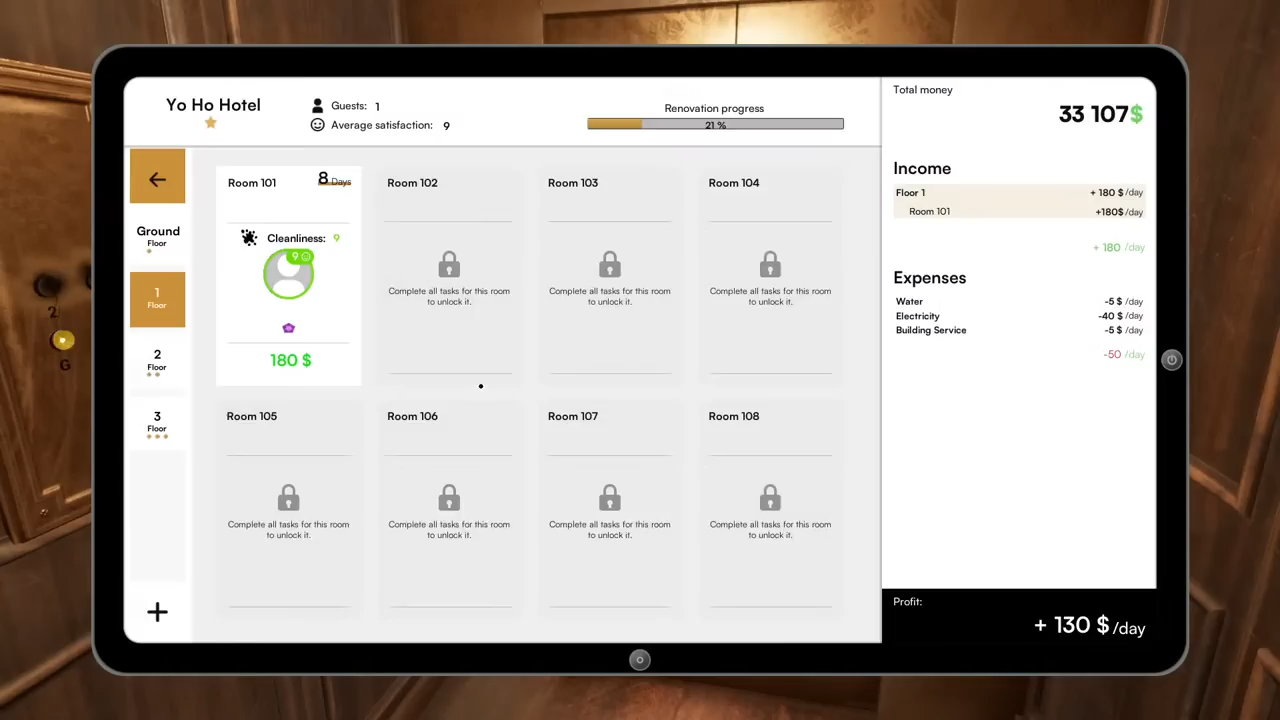 Yo Ho Hotel
Guests: 1
Average satisfaction: 9
Renovation progress
21 %
Total money
33 107$
Ground
Floor
1
Floor
2
Floor
3
Floor
+
Room 101
8 Days
Cleanliness: 9
9
180 $
Room 102
Complete all tasks for this room
to unlock it.
Room 103
Complete all tasks for this room
to unlock it.
Room 104
Complete all tasks for this room
to unlock it.
Room 105
Complete all tasks for this room
to unlock it.
Room 106
Complete all tasks for this room
to unlock it.
Room 107
Complete all tasks for this room
to unlock it.
Room 108
Complete all tasks for this room
to unlock it.
Income
Floor 1 + 180 $ /day
Room 101 +180$ /day
+ 180 /day
Expenses
Water -5 $ /day
Electricity -40 $ /day
Building Service -5 $ /day
-50 /day
Profit:
+ 130 $ /day
2
G